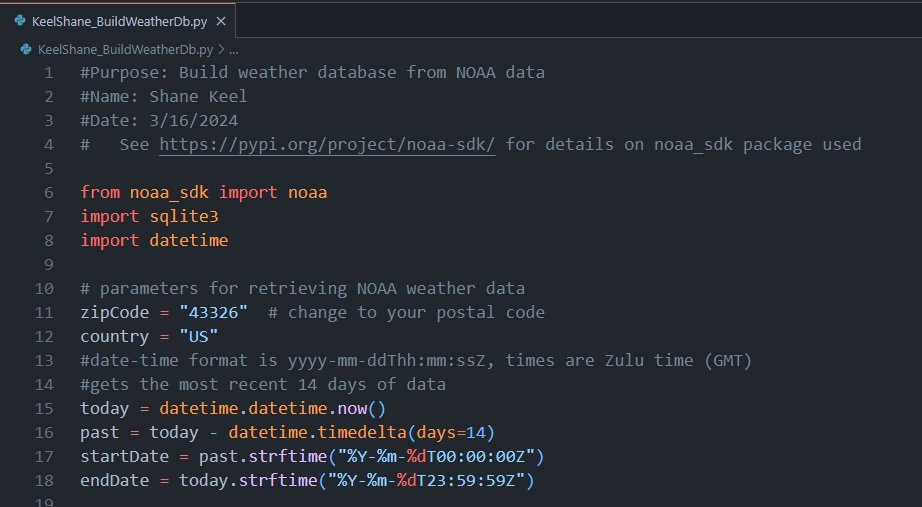 KeelShane_BuildWeatherDb.py ×
KeelShane_BuildWeatherDb.py > ...
1 #Purpose: Build weather database from NOAA data
2 #Name: Shane Keel
3 #Date: 3/16/2024
4 #   See https://pypi.org/project/noaa-sdk/ for details on noaa_sdk package used
5
6 from noaa_sdk import noaa
7 import sqlite3
8 import datetime
9
10 # parameters for retrieving NOAA weather data
11 zipCode = "43326"  # change to your postal code
12 country = "US"
13 #date-time format is yyyy-mm-ddThh:mm:ssZ, times are Zulu time (GMT)
14 #gets the most recent 14 days of data
15 today = datetime.datetime.now()
16 past = today - datetime.timedelta(days=14)
17 startDate = past.strftime("%Y-%m-%dT00:00:00Z")
18 endDate = today.strftime("%Y-%m-%dT23:59:59Z")
19